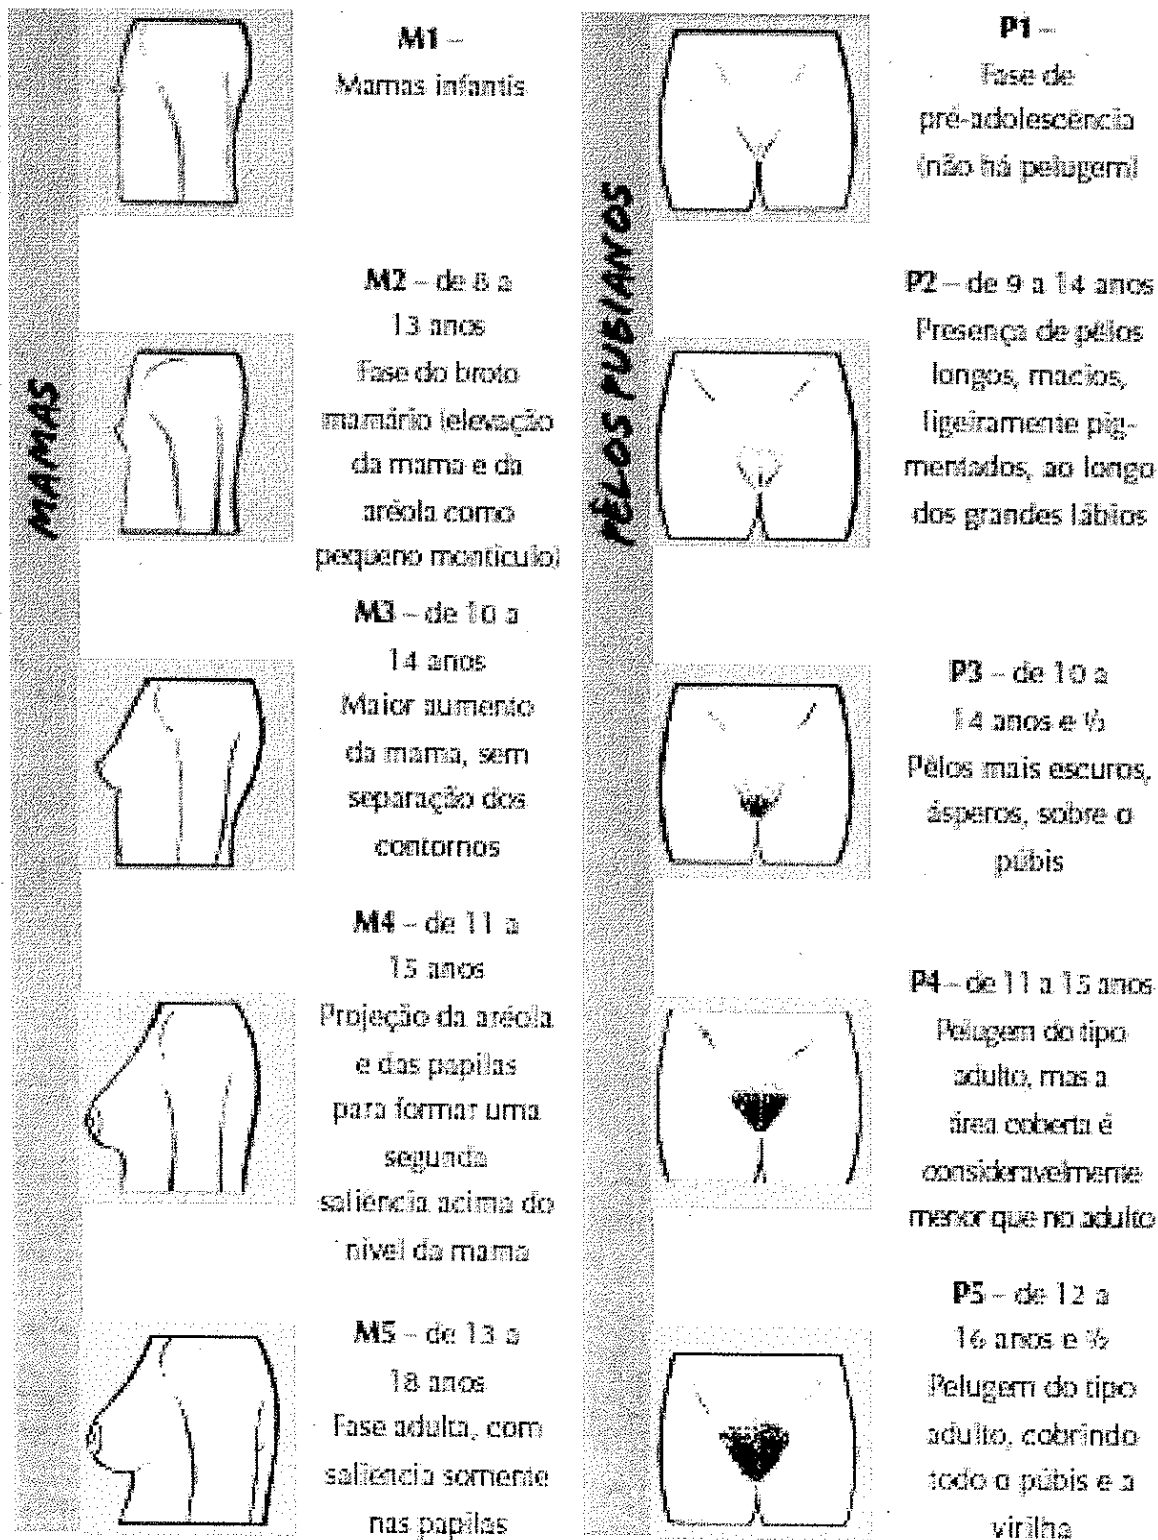 MAMAS
M1 –
Mamas infantis
M2 – de 8 a
13 anos
Fase do broto
mamário (elevação
da mama e da
aréola como
pequeno montículo)
M3 – de 10 a
14 anos
Maior aumento
da mama, sem
separação dos
contornos
M4 – de 11 a
15 anos
Projeção da aréola
e das papilas
para formar uma
segunda
saliência acima do
nível da mama
M5 – de 13 a
18 anos
Fase adulta, com
saliência somente
nas papilas
PÊLOS PUBIANOS
P1 –
Fase de
pré-adolescência
(não há pelugem)
P2 – de 9 a 14 anos
Presença de pêlos
longos, macios,
ligeiramente pig-
mentados, ao longo
dos grandes lábios
P3 – de 10 a
14 anos e ½
Pêlos mais escuros,
ásperos, sobre o
púbis
P4 – de 11 a 15 anos
Pelugem do tipo
adulto, mas a
área coberta é
consideravelmente
menor que no adulto
P5 – de 12 a
16 anos e ½
Pelugem do tipo
adulto, cobrindo
todo o púbis e a
virilha